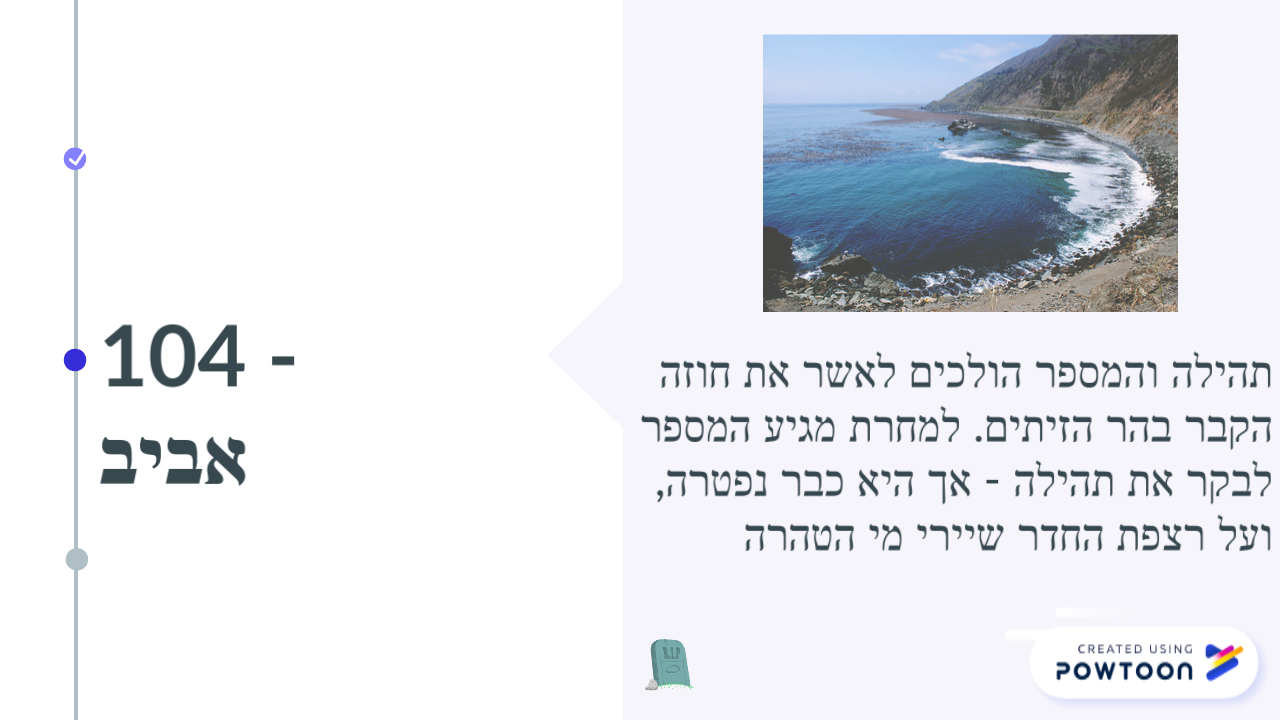 104 -
אביב
תהילה והמספר הולכים לאשר את חוזה
הקבר בהר הזיתים. למחרת מגיע המספר
לבקר את תהילה - אך היא כבר נפטרה,
ועל רצפת החדר שיירי מי הטהרה
R.I.P
CREATED USING
POWTOON